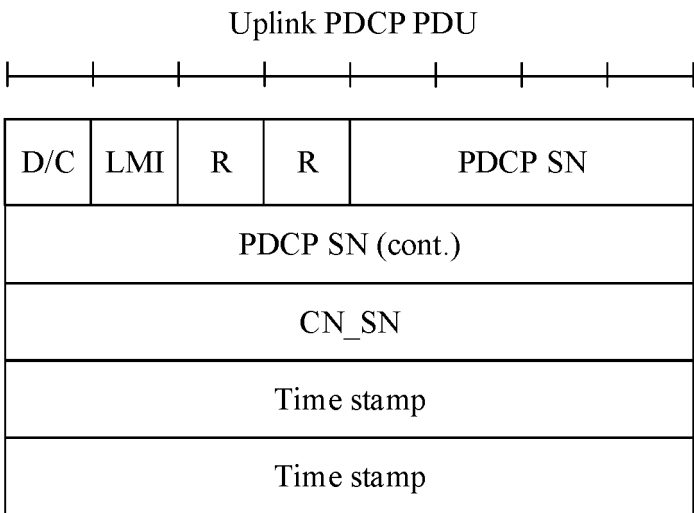 Uplink PDCP PDU
D/C LMI R R PDCP SN
PDCP SN (cont.)
CN_SN
Time stamp
Time stamp